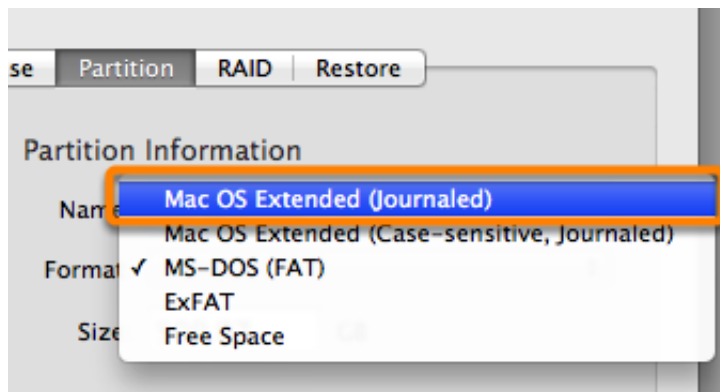 se Partition RAID Restore
Partition Information
Name
Mac OS Extended (Journaled)
Mac OS Extended (Case-sensitive, Journaled)
Format ✓ MS-DOS (FAT)
ExFAT
Size
Free Space